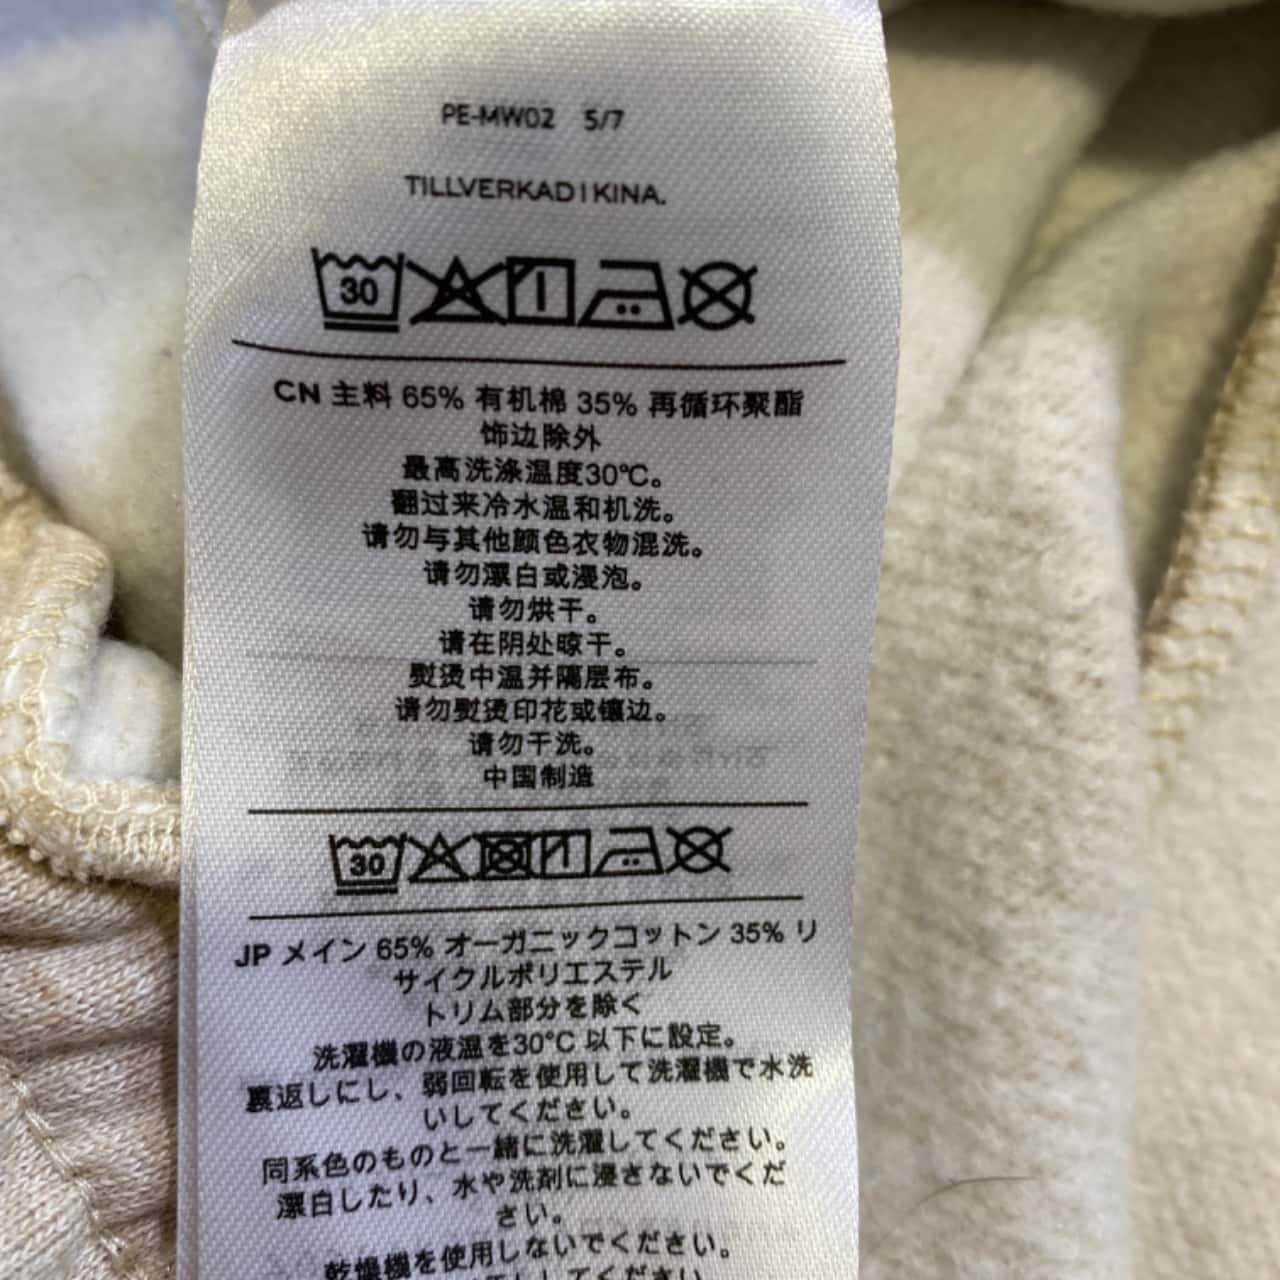 PE-MW02 5/7
TILLVERKAD I KINA.
30
CN 主料 65% 有机棉 35% 再循环聚酯
饰边除外
最高洗涤温度30℃。
翻过来冷水温和机洗。
请勿与其他颜色衣物混洗。
请勿漂白或浸泡。
请勿烘干。
请在阴处晾干。
熨烫中温并隔层布。
请勿熨烫印花或镶边。
请勿干洗。
中国制造
30
JP メイン 65% オーガニックコットン 35% リ
サイクルポリエステル
トリム部分を除く
洗濯機の液温を30°C 以下に設定。
裏返しにし、弱回転を使用して洗濯機で水洗
いしてください。
同系色のものと一緒に洗濯してください。
漂白したり、水や洗剤に浸さないでくだ
さい。
乾燥機を使用しないでください。
してください